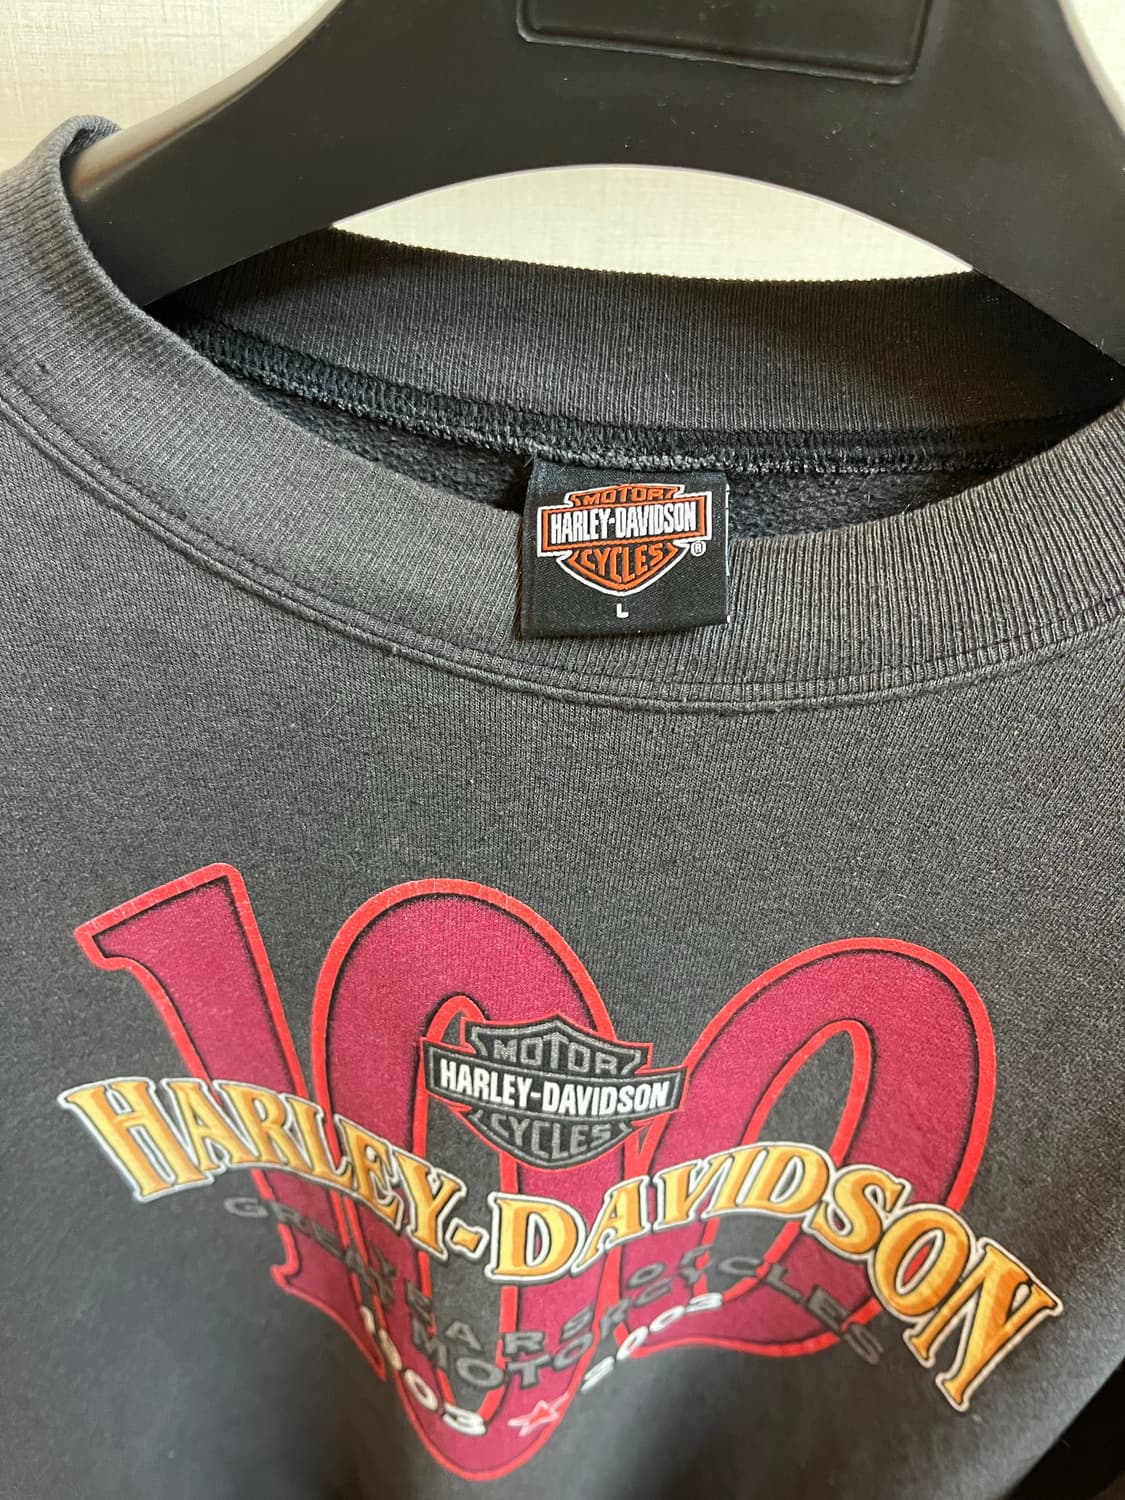 MOTOR
HARLEY-DAVIDSON
CYCLES ®
L
100
MOTOR
HARLEY-DAVIDSON
CYCLES
HARLEY-DAVIDSON
GREAT YEARS OF
MOTORCYCLES
1903 2003